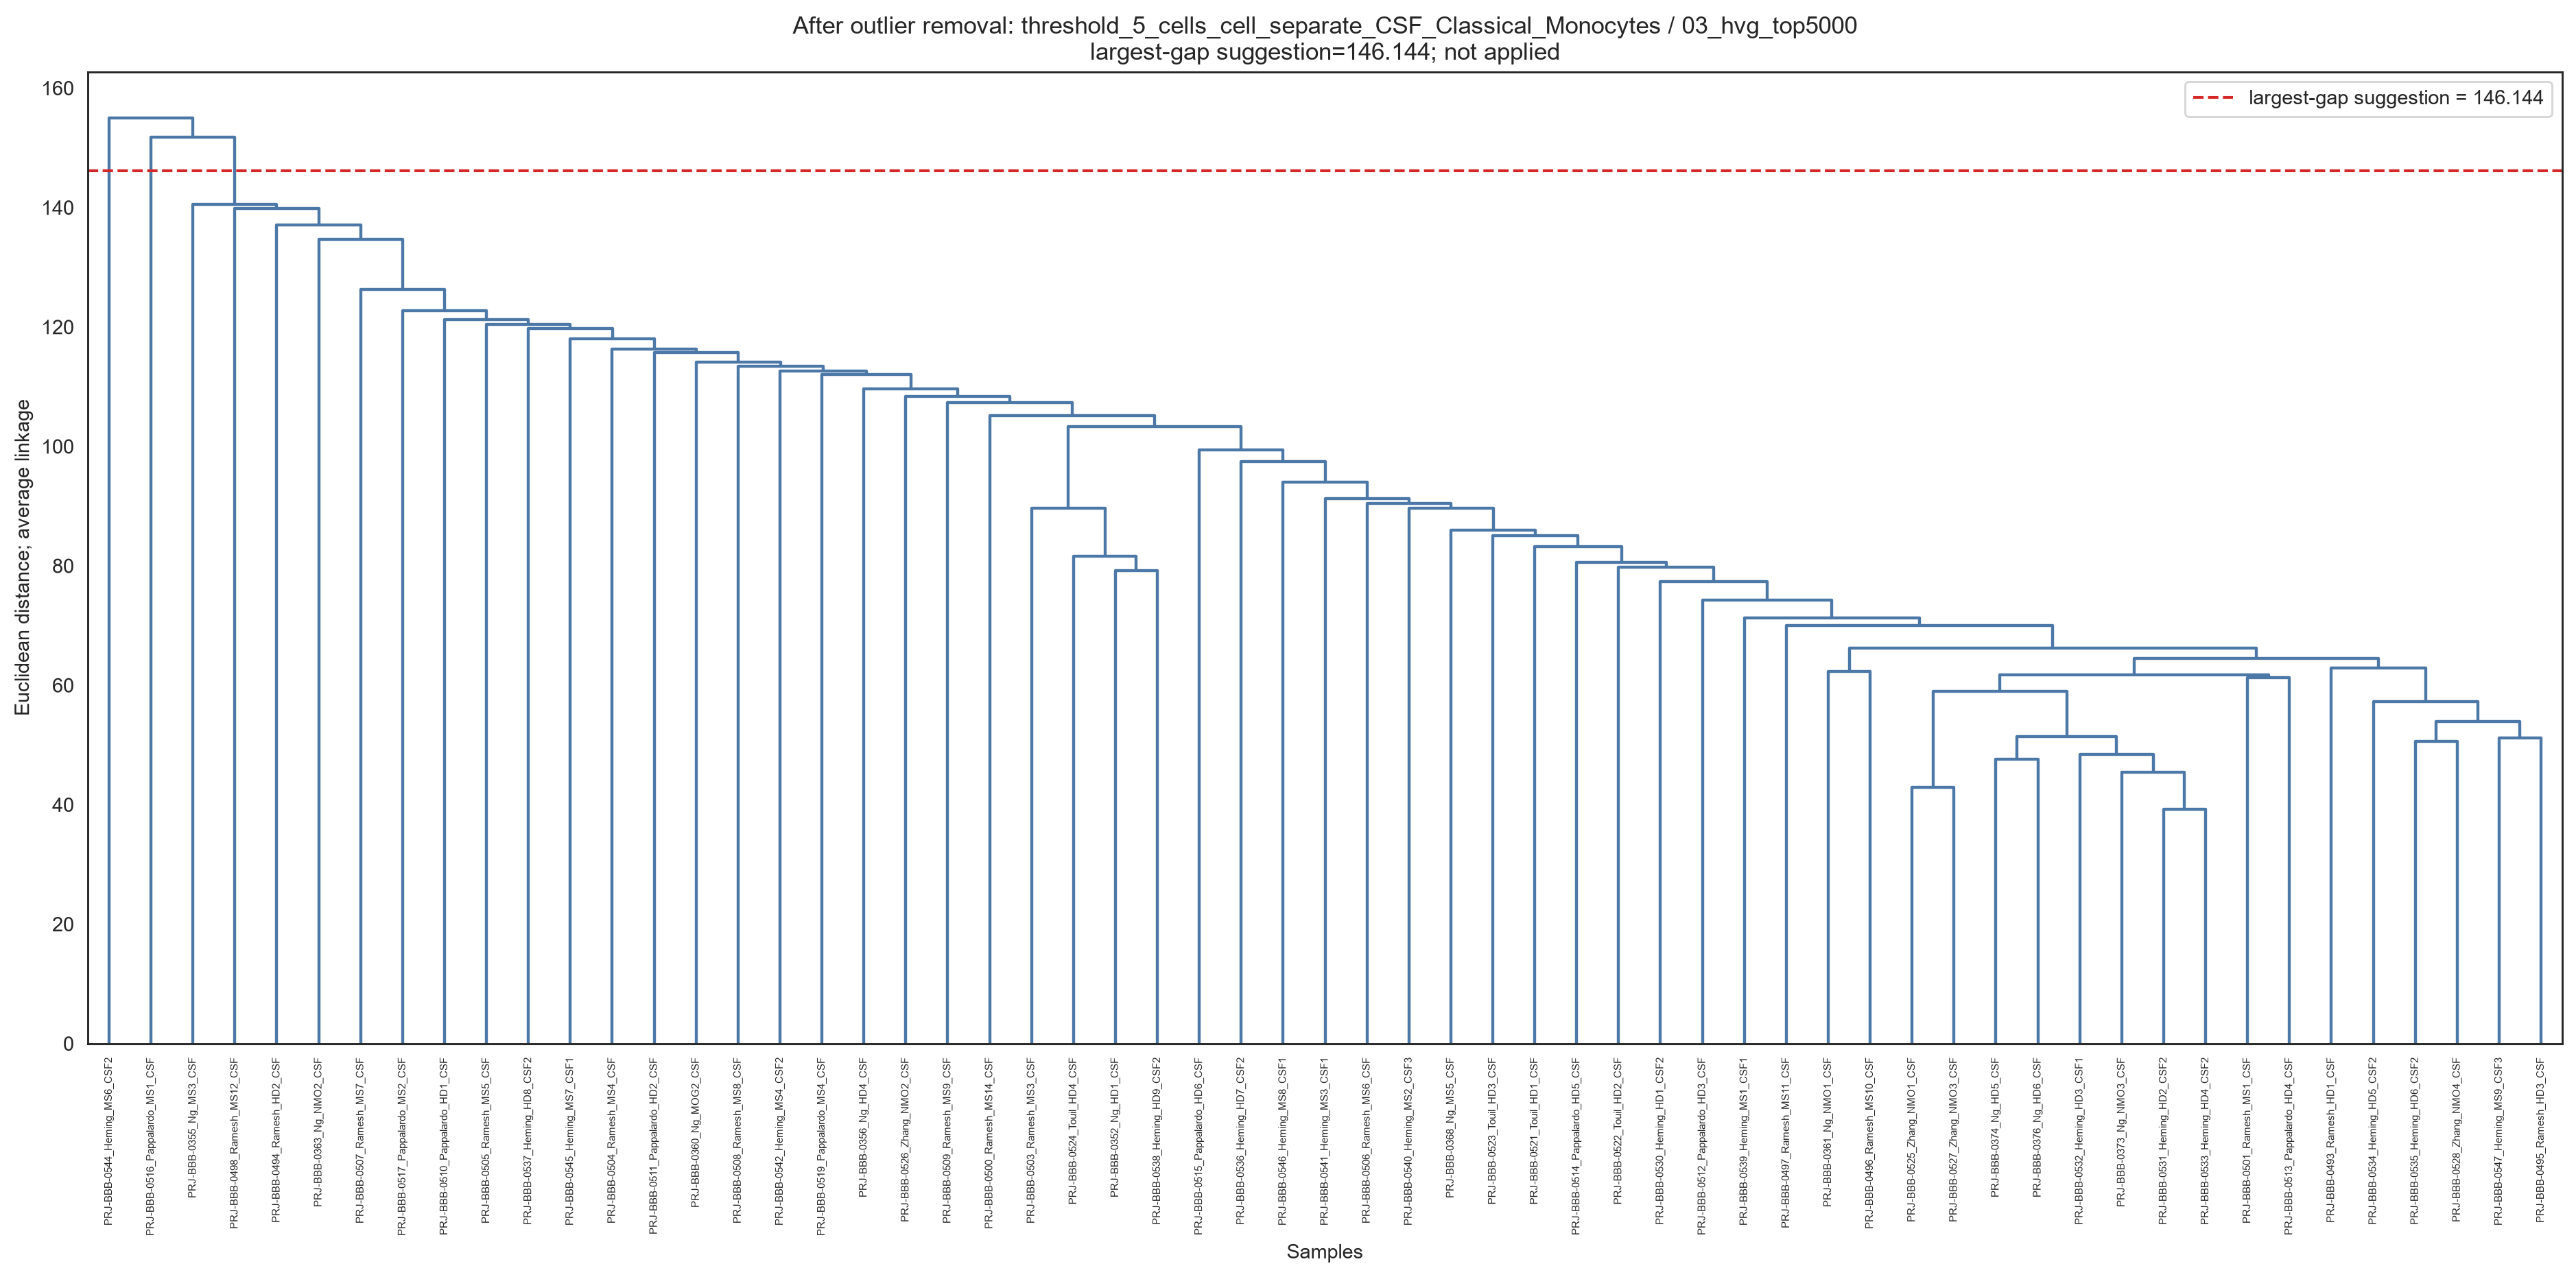 After outlier removal: threshold_5_cells_cell_separate_CSF_Classical_Monocytes / 03_hvg_top5000
largest-gap suggestion=146.144; not applied
largest-gap suggestion = 146.144
Euclidean distance; average linkage
160
140
120
100
80
60
40
20
0
PRJ-BBB-0544_Heming_MS6_CSF2
PRJ-BBB-0516_Pappalardo_MS1_CSF
PRJ-BBB-0355_Ng_MS3_CSF
PRJ-BBB-0498_Ramesh_MS12_CSF
PRJ-BBB-0494_Ramesh_HD2_CSF
PRJ-BBB-0363_Ng_NMO2_CSF
PRJ-BBB-0507_Ramesh_MS7_CSF
PRJ-BBB-0517_Pappalardo_MS2_CSF
PRJ-BBB-0510_Pappalardo_HD1_CSF
PRJ-BBB-0505_Ramesh_MS5_CSF
PRJ-BBB-0537_Heming_HD8_CSF2
PRJ-BBB-0545_Heming_MS7_CSF1
PRJ-BBB-0504_Ramesh_MS4_CSF
PRJ-BBB-0511_Pappalardo_HD2_CSF
PRJ-BBB-0360_Ng_MOG2_CSF
PRJ-BBB-0508_Ramesh_MS8_CSF
PRJ-BBB-0542_Heming_MS4_CSF2
PRJ-BBB-0519_Pappalardo_MS4_CSF
PRJ-BBB-0356_Ng_HD4_CSF
PRJ-BBB-0526_Zhang_NMO2_CSF
PRJ-BBB-0509_Ramesh_MS9_CSF
PRJ-BBB-0500_Ramesh_MS14_CSF
PRJ-BBB-0503_Ramesh_MS3_CSF
PRJ-BBB-0524_Touil_HD4_CSF
PRJ-BBB-0352_Ng_HD1_CSF
PRJ-BBB-0538_Heming_HD9_CSF2
PRJ-BBB-0515_Pappalardo_HD6_CSF
PRJ-BBB-0536_Heming_HD7_CSF2
PRJ-BBB-0546_Heming_MS8_CSF1
PRJ-BBB-0541_Heming_MS3_CSF1
PRJ-BBB-0506_Ramesh_MS6_CSF
PRJ-BBB-0540_Heming_MS2_CSF3
PRJ-BBB-0368_Ng_MS5_CSF
PRJ-BBB-0523_Touil_HD3_CSF
PRJ-BBB-0521_Touil_HD1_CSF
PRJ-BBB-0514_Pappalardo_HD5_CSF
PRJ-BBB-0522_Touil_HD2_CSF
PRJ-BBB-0530_Heming_HD1_CSF2
PRJ-BBB-0512_Pappalardo_HD3_CSF
PRJ-BBB-0539_Heming_MS1_CSF1
PRJ-BBB-0497_Ramesh_MS11_CSF
PRJ-BBB-0361_Ng_NMO1_CSF
PRJ-BBB-0496_Ramesh_MS10_CSF
PRJ-BBB-0525_Zhang_NMO1_CSF
PRJ-BBB-0527_Zhang_NMO3_CSF
PRJ-BBB-0374_Ng_HD5_CSF
PRJ-BBB-0376_Ng_HD6_CSF
PRJ-BBB-0532_Heming_HD3_CSF1
PRJ-BBB-0373_Ng_NMO3_CSF
PRJ-BBB-0531_Heming_HD2_CSF2
PRJ-BBB-0533_Heming_HD4_CSF2
PRJ-BBB-0501_Ramesh_MS1_CSF
PRJ-BBB-0513_Pappalardo_HD4_CSF
PRJ-BBB-0493_Ramesh_HD1_CSF
PRJ-BBB-0534_Heming_HD5_CSF2
PRJ-BBB-0535_Heming_HD6_CSF2
PRJ-BBB-0528_Zhang_NMO4_CSF
PRJ-BBB-0547_Heming_MS9_CSF3
PRJ-BBB-0495_Ramesh_HD3_CSF
Samples